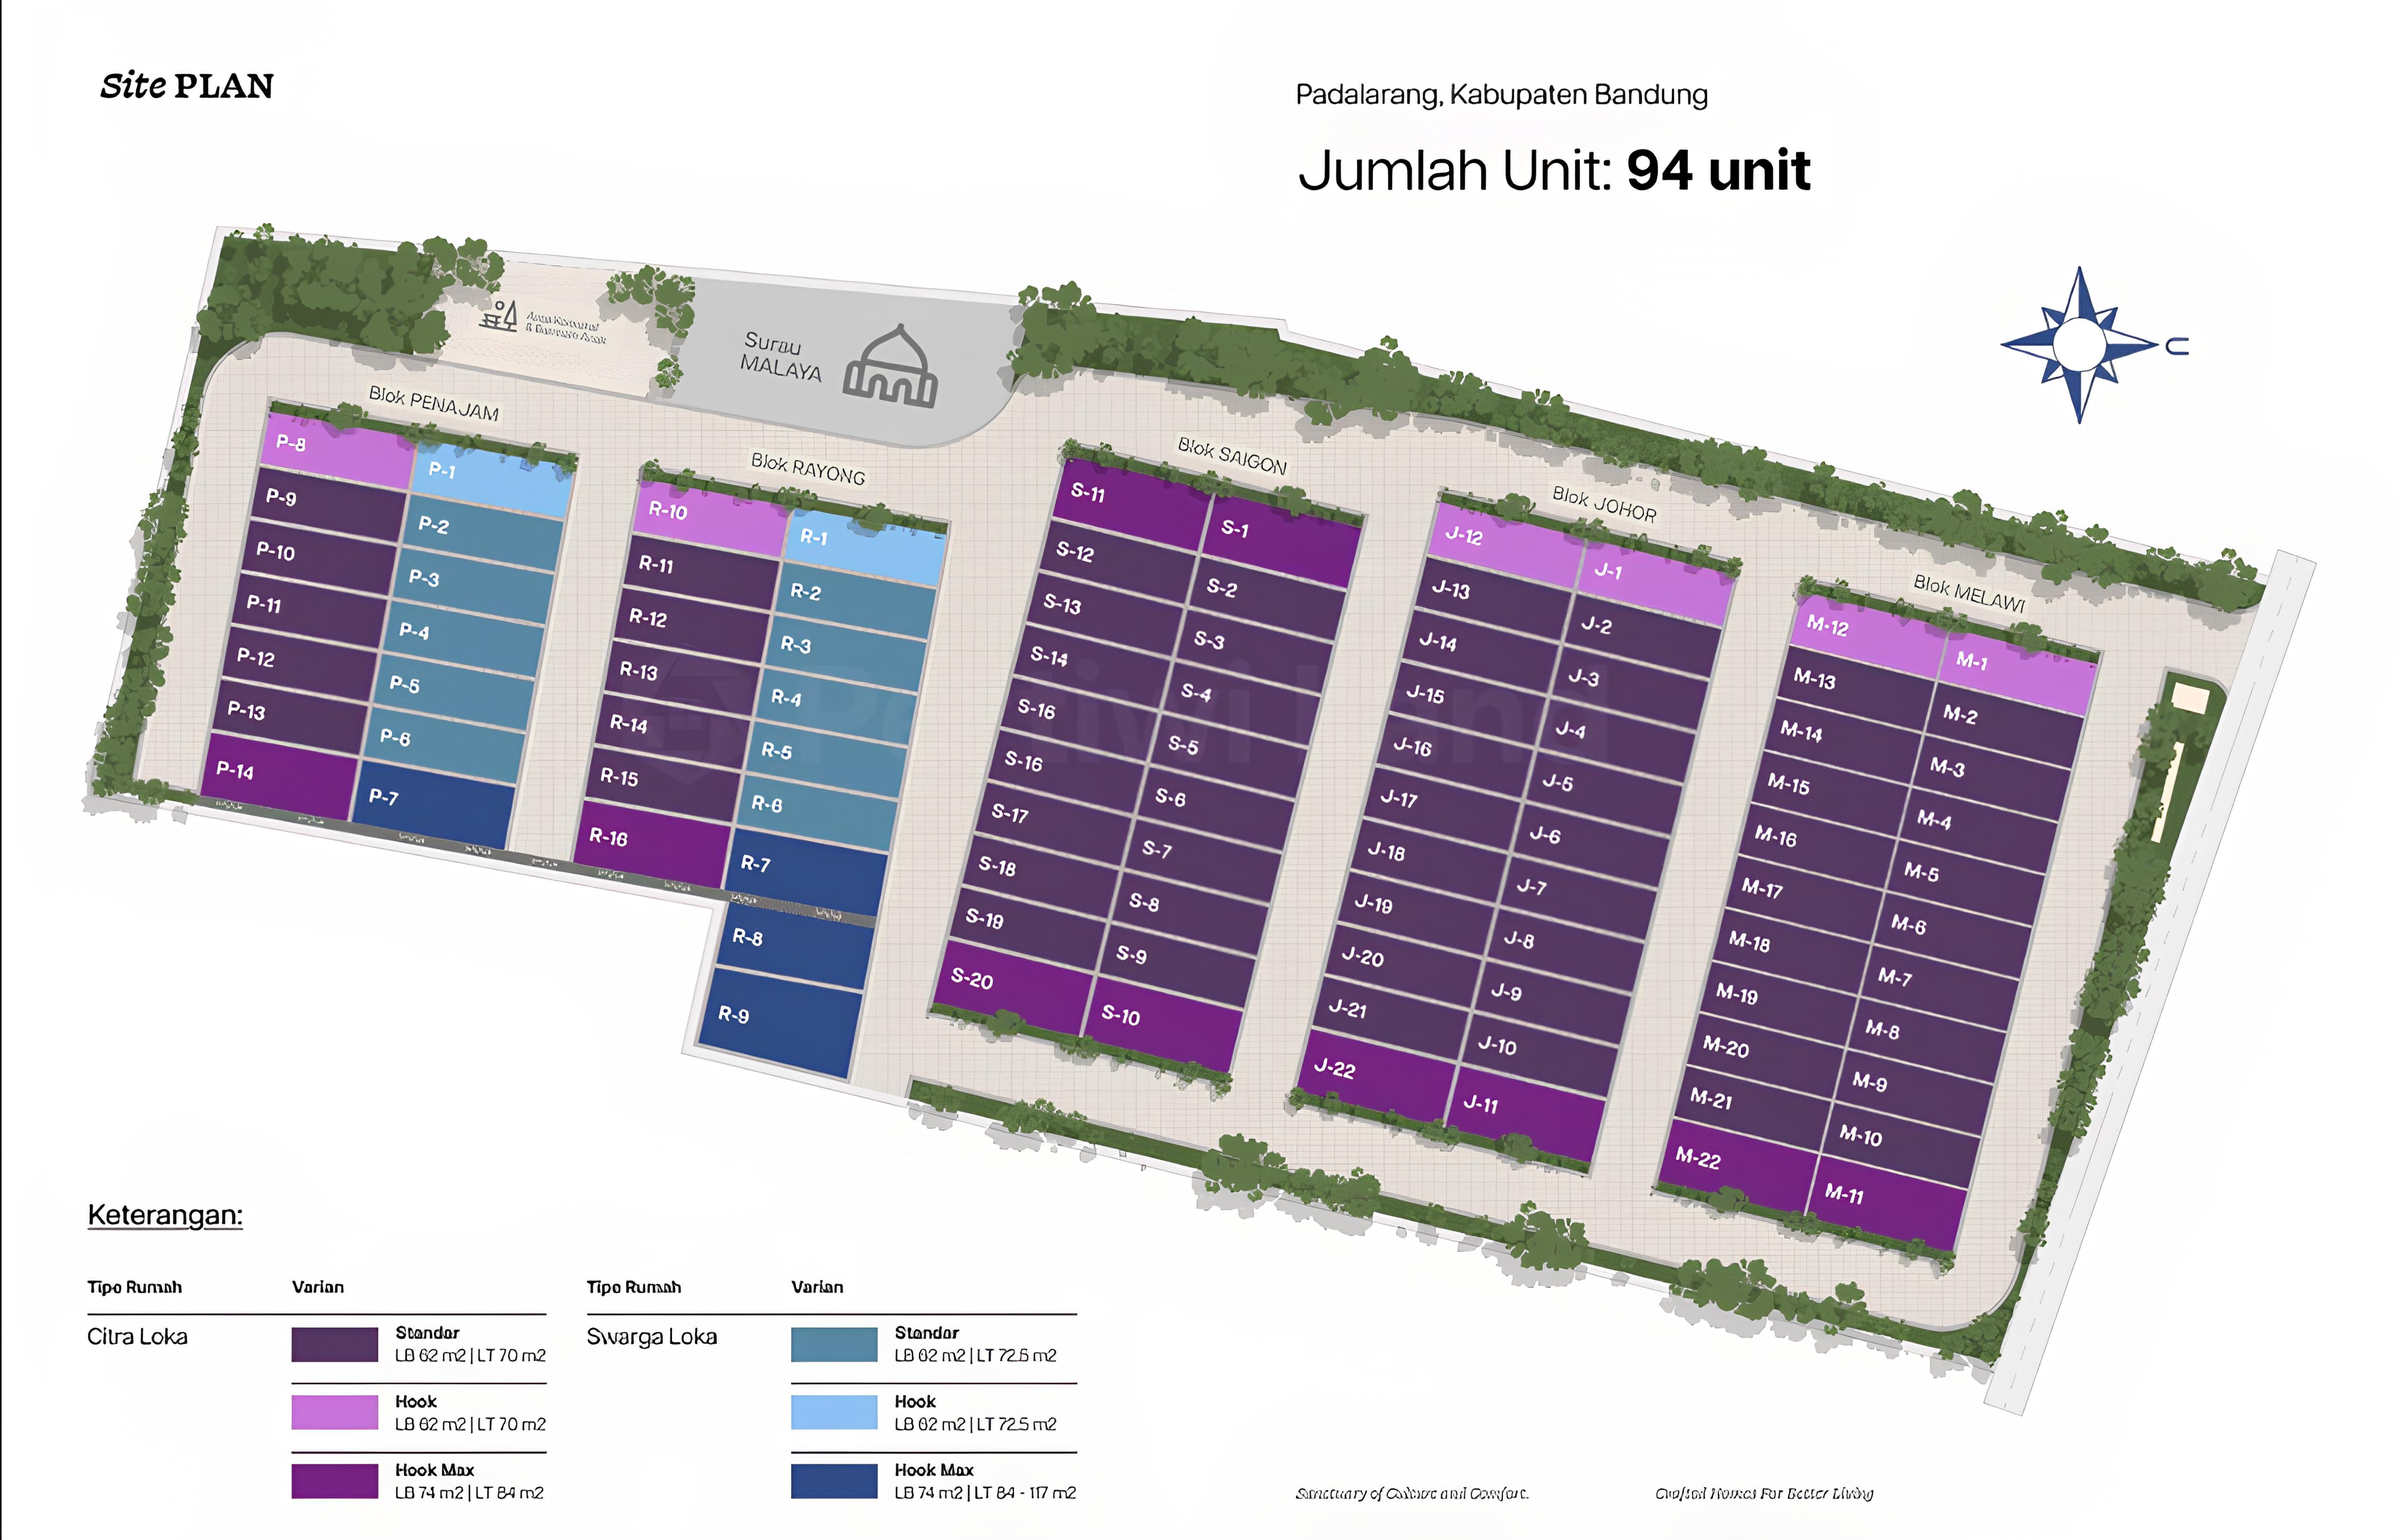 Site PLAN
Padalarang, Kabupaten Bandung
Jumlah Unit: 94 unit
U
Surau
MALAYA
Blok PENAJAM
P-8
P-1
P-9
P-2
P-10
P-3
P-11
P-4
P-12
P-5
P-13
P-6
P-14
P-7
Blok RAYONG
R-10
R-1
R-11
R-2
R-12
R-3
R-13
R-4
R-14
R-5
R-15
R-6
R-16
R-7
R-8
R-9
Blok SAIGON
S-11
S-1
S-12
S-2
S-13
S-3
S-14
S-4
S-16
S-5
S-16
S-6
S-17
S-7
S-18
S-8
S-19
S-9
S-20
S-10
Blok JOHOR
J-12
J-1
J-13
J-2
J-14
J-3
J-15
J-4
J-16
J-5
J-17
J-6
J-18
J-7
J-19
J-8
J-20
J-9
J-21
J-10
J-22
J-11
Blok MELAWI
M-12
M-1
M-13
M-2
M-14
M-3
M-15
M-4
M-16
M-5
M-17
M-6
M-18
M-7
M-19
M-8
M-20
M-9
M-21
M-10
M-22
M-11
Keterangan:
Tipe Rumah Varian
Citra Loka
Standar
LB 62 m2 | LT 70 m2
Hook
LB 62 m2 | LT 70 m2
Hook Max
LB 74 m2 | LT 84 m2
Tipe Rumah Varian
Swarga Loka
Standar
LB 62 m2 | LT 72.5 m2
Hook
LB 62 m2 | LT 72.5 m2
Hook Max
LB 74 m2 | LT 84 - 117 m2
Sanctuary of Culture and Comfort.
Crafted Homes For Better Living